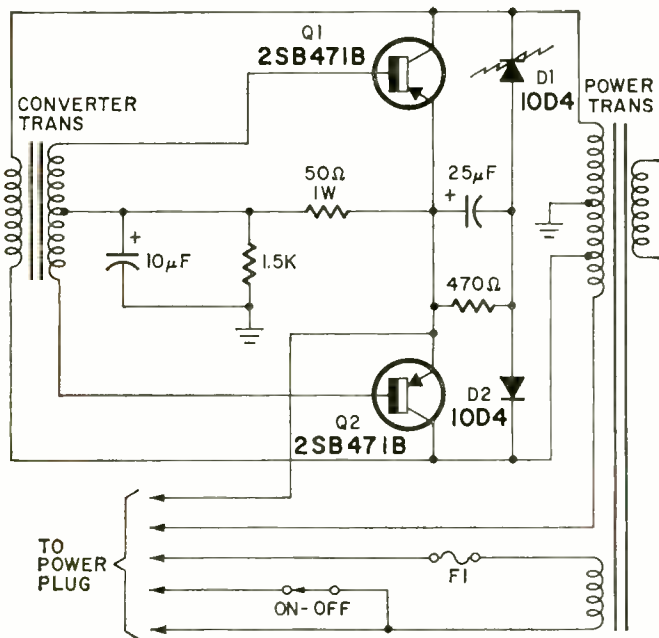 Q1
2SB471B
CONVERTER
TRANS
D1
10D4
POWER
TRANS
50Ω
1W
25µF
+
+
10µF
1.5K
470Ω
D2
10D4
Q2
2SB471B
TO
POWER
PLUG
F1
ON-OFF